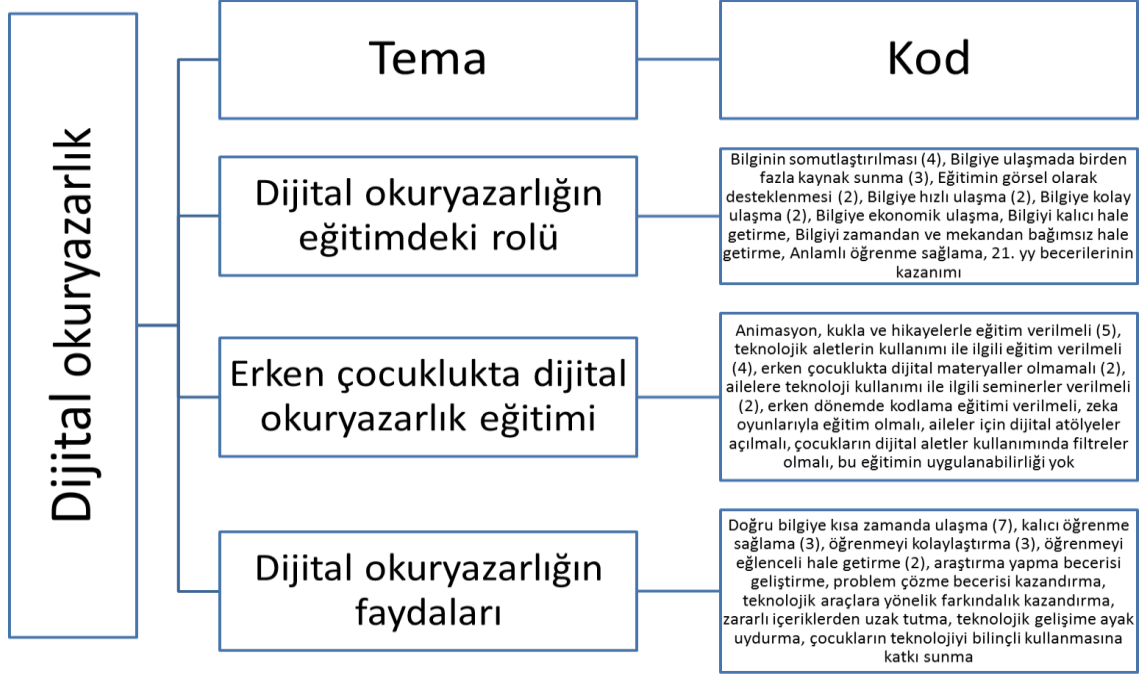 Dijital okuryazarlık
Tema
Kod
Dijital okuryazarlığın
eğitimdeki rolü
Bilginin somutlaştırılması (4), Bilgiye ulaşmada birden
fazla kaynak sunma (3), Eğitimin görsel olarak
desteklenmesi (2), Bilgiye hızlı ulaşma (2), Bilgiye kolay
ulaşma (2), Bilgiye ekonomik ulaşma, Bilgiyi kalıcı hale
getirme, Bilgiyi zamandan ve mekandan bağımsız hale
getirme, Anlamlı öğrenme sağlama, 21. yy becerilerinin
kazanımı
Erken çocuklukta dijital
okuryazarlık eğitimi
Animasyon, kukla ve hikayelerle eğitim verilmeli (5),
teknolojik aletlerin kullanımı ile ilgili eğitim verilmeli
(4), erken çocuklukta dijital materyaller olmamalı (2),
ailelere teknoloji kullanımı ile ilgili seminerler verilmeli
(2), erken dönemde kodlama eğitimi verilmeli, zeka
oyunlarıyla eğitim olmalı, aileler için dijital atölyeler
açılmalı, çocukların dijital aletler kullanımında filtreler
olmalı, bu eğitimin uygulanabilirliği yok
Dijital okuryazarlığın
faydaları
Doğru bilgiye kısa zamanda ulaşma (7), kalıcı öğrenme
sağlama (3), öğrenmeyi kolaylaştırma (3), öğrenmeyi
eğlenceli hale getirme (2), araştırma yapma becerisi
geliştirme, problem çözme becerisi kazandırma,
teknolojik araçlara yönelik farkındalık kazandırma,
zararlı içeriklerden uzak tutma, teknolojik gelişime ayak
uydurma, çocukların teknolojiyi bilinçli kullanmasına
katkı sunma